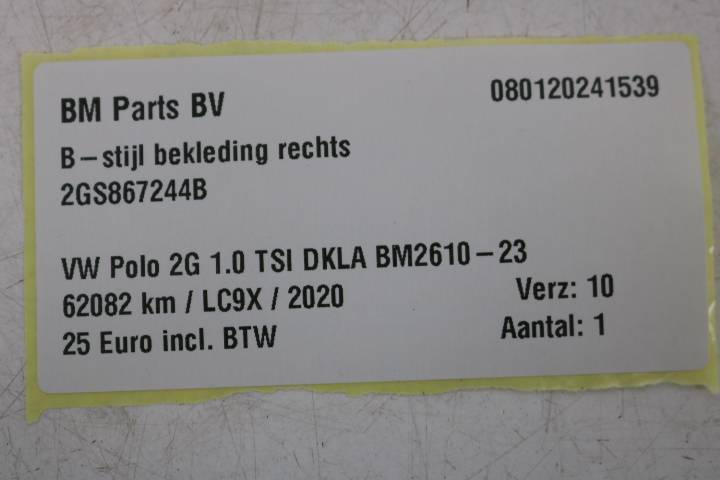 BM Parts BV 080120241539
B-stijl bekleding rechts
2GS867244B
VW Polo 2G 1.0 TSI DKLA BM2610-23
62082 km / LC9X / 2020 Verz: 10
25 Euro incl. BTW Aantal: 1